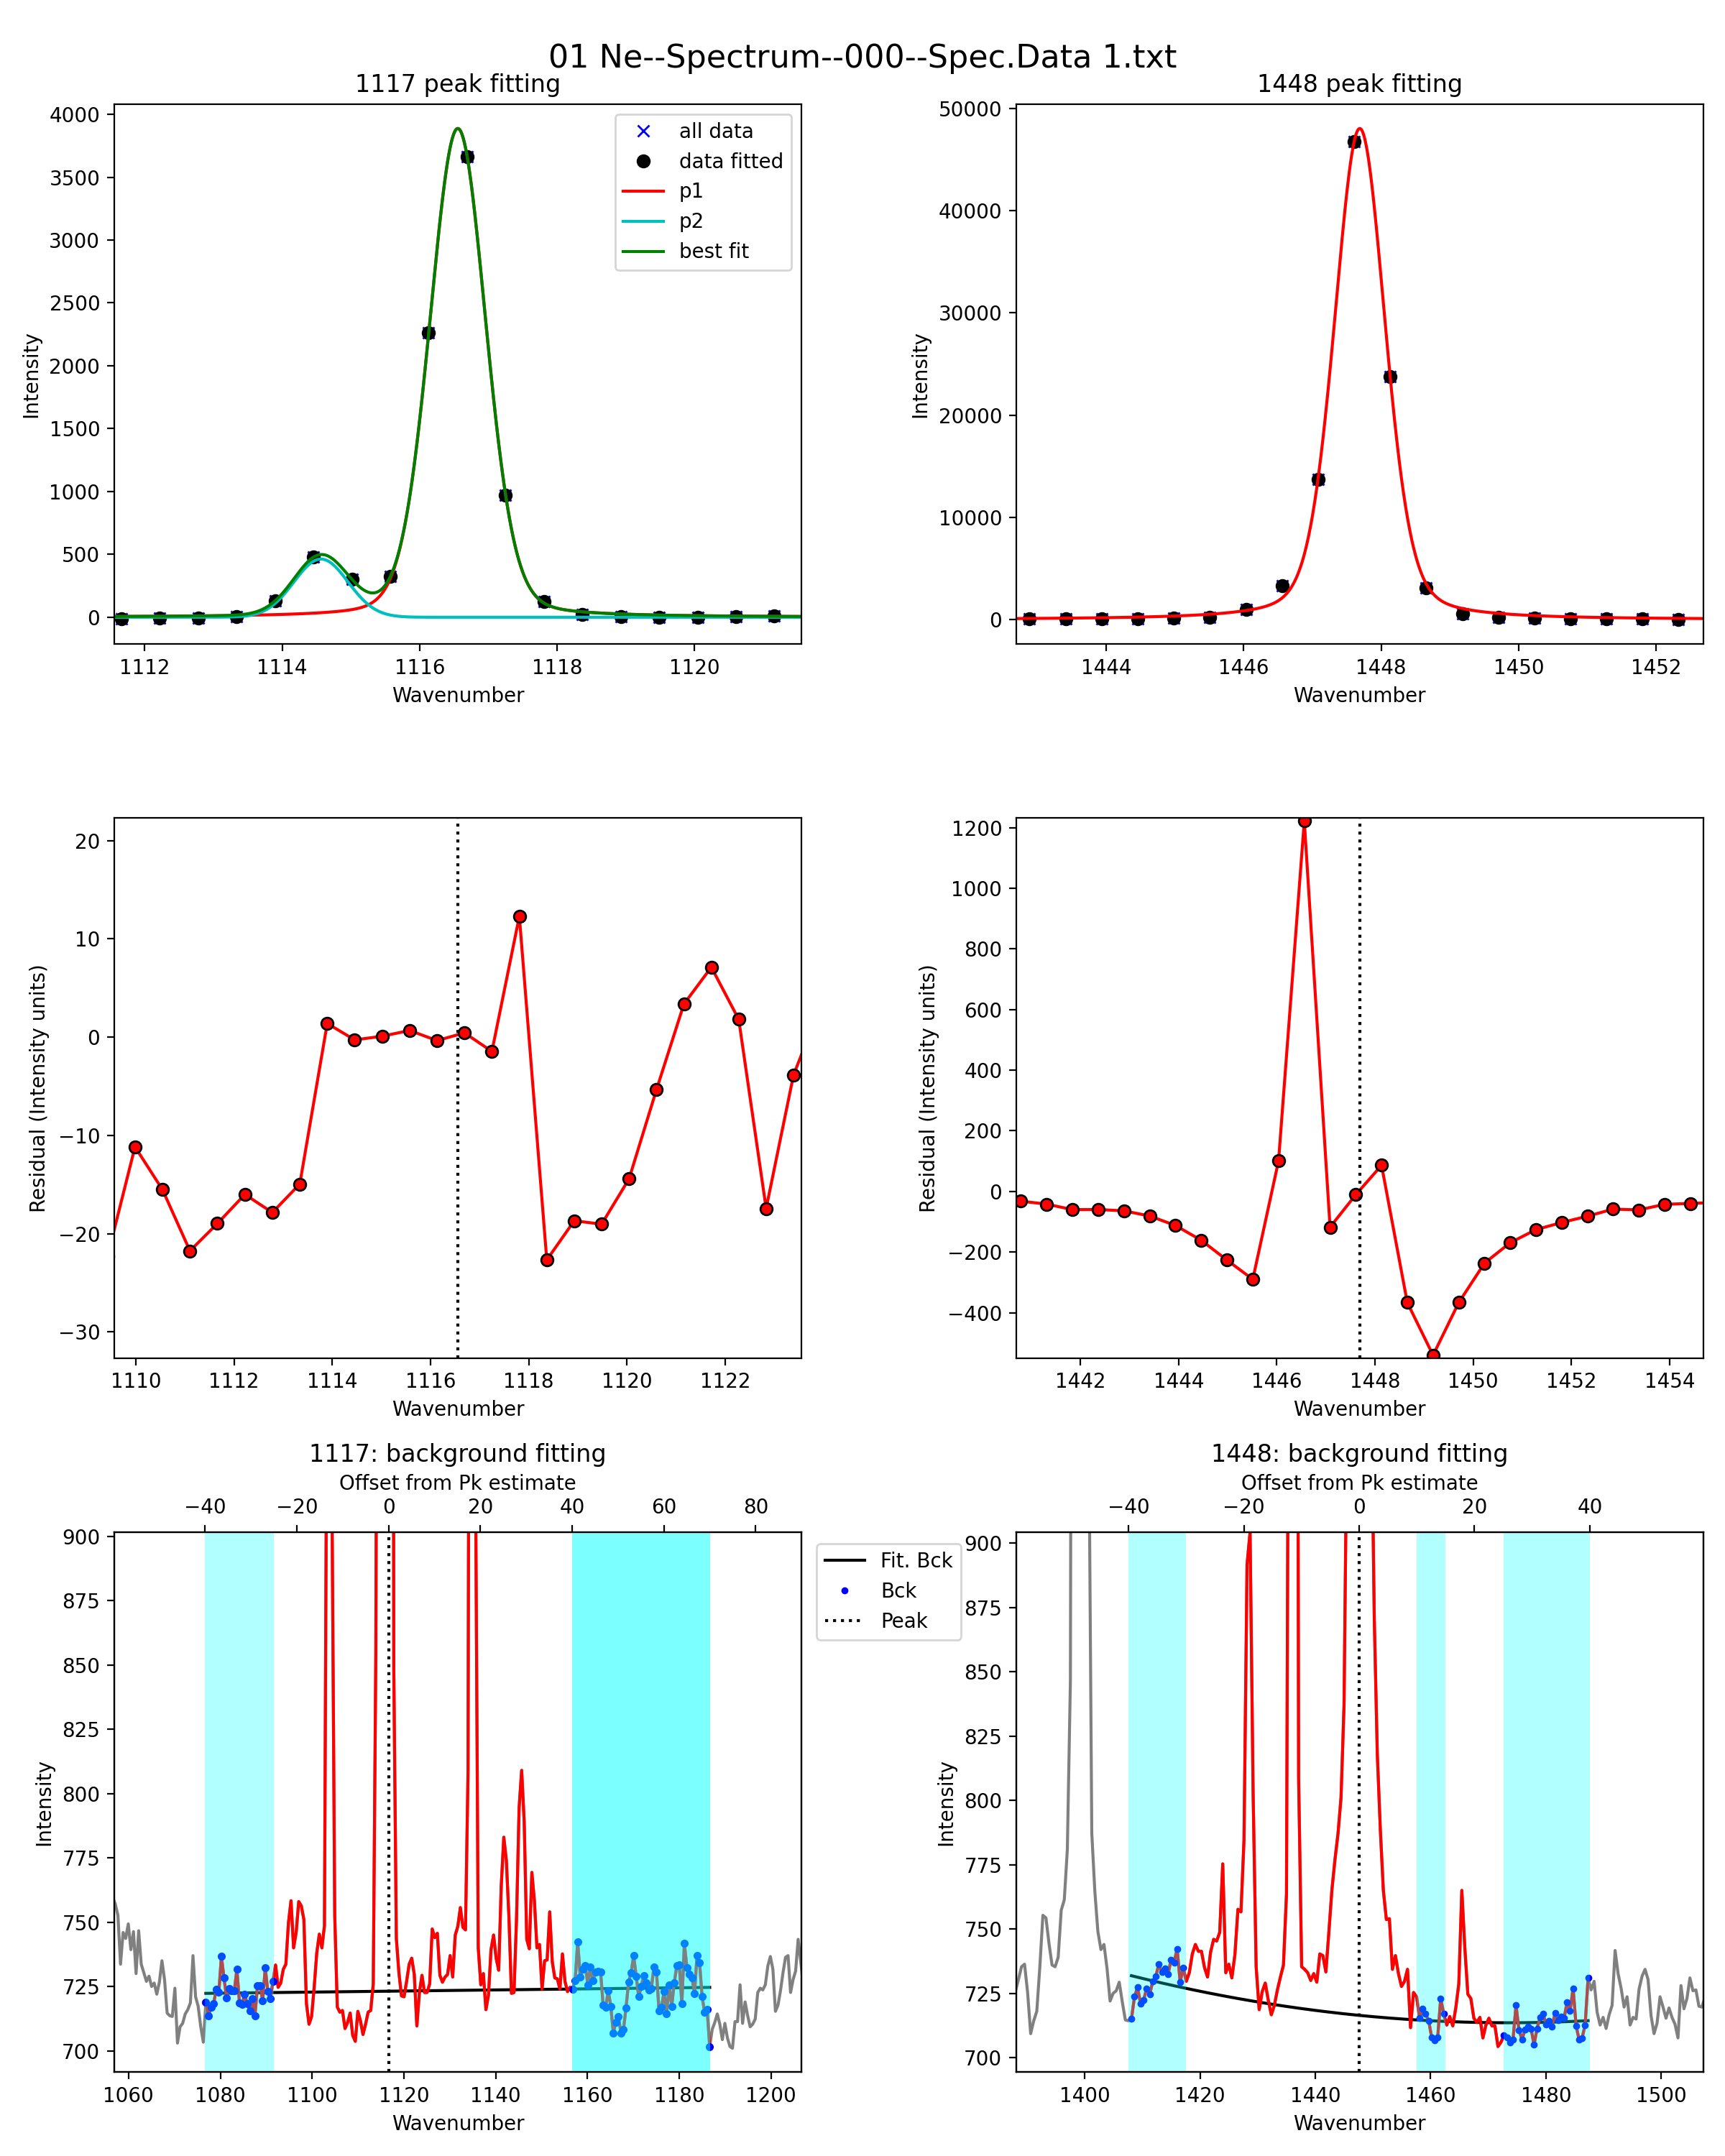 01 Ne--Spectrum--000--Spec.Data 1.txt
1117 peak fitting
4000
3500
3000
2500
2000
1500
1000
500
0
Intensity
all data
data fitted
p1
p2
best fit
1112 1114 1116 1118 1120
Wavenumber
1448 peak fitting
50000
40000
30000
20000
10000
0
Intensity
1444 1446 1448 1450 1452
Wavenumber
20
10
0
−10
−20
−30
Residual (Intensity units)
1110 1112 1114 1116 1118 1120 1122
Wavenumber
1200
1000
800
600
400
200
0
−200
−400
Residual (Intensity units)
1442 1444 1446 1448 1450 1452 1454
Wavenumber
1117: background fitting
Offset from Pk estimate
−40 −20 0 20 40 60 80
900
875
850
825
800
775
750
725
700
Intensity
1060 1080 1100 1120 1140 1160 1180 1200
Wavenumber
Fit. Bck
Bck
Peak
1448: background fitting
Offset from Pk estimate
−40 −20 0 20 40
900
875
850
825
800
775
750
725
700
Intensity
1400 1420 1440 1460 1480 1500
Wavenumber